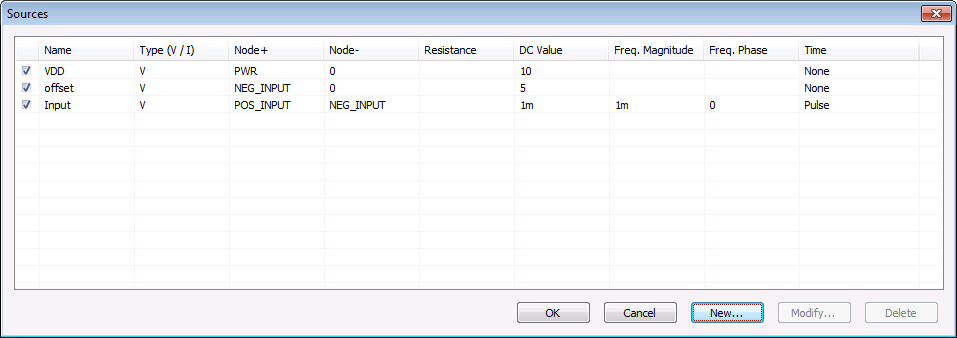 Sources
Name Type (V / I) Node+ Node- Resistance DC Value Freq. Magnitude Freq. Phase Time
VDD V PWR 0 10 None
offset V NEG_INPUT 0 5 None
Input V POS_INPUT NEG_INPUT 1m 1m 0 Pulse
OK Cancel New... Modify... Delete